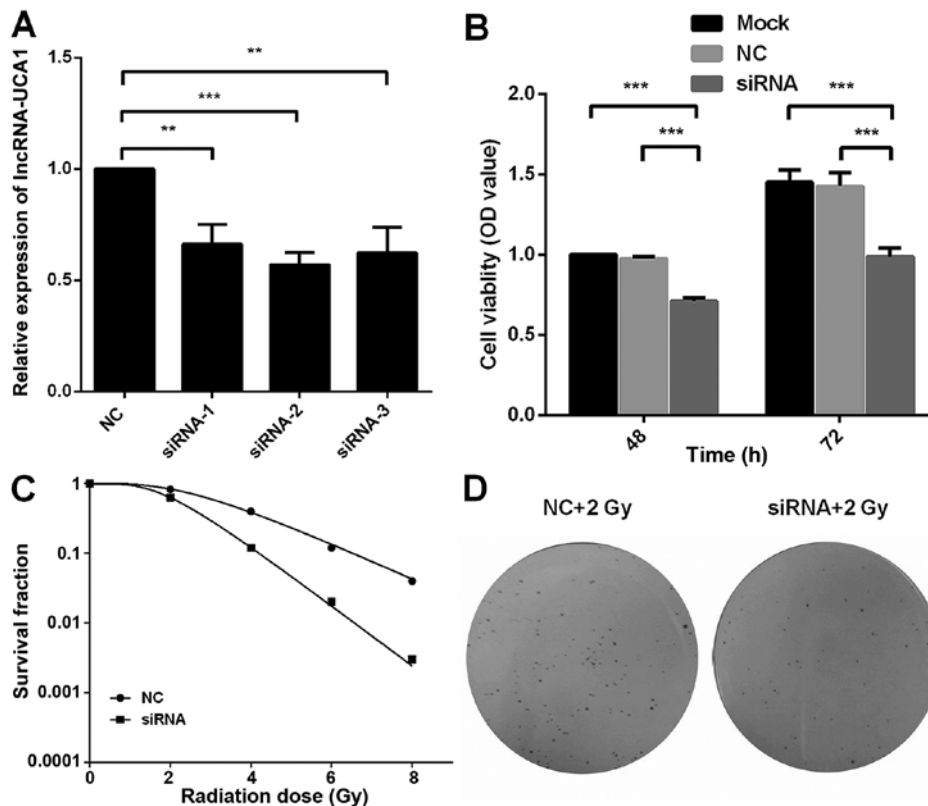 A
Relative expression of lncRNA-UCA1
1.5
1.0
0.5
0.0
**
***
**
NC
siRNA-1
siRNA-2
siRNA-3
B
Mock
NC
siRNA
Cell viablity (OD value)
2.0
1.5
1.0
0.5
0.0
***
***
***
***
48
72
Time (h)
C
Survival fraction
1
0.1
0.01
0.001
0.0001
NC
siRNA
0
2
4
6
8
Radiation dose (Gy)
D
NC+2 Gy
siRNA+2 Gy